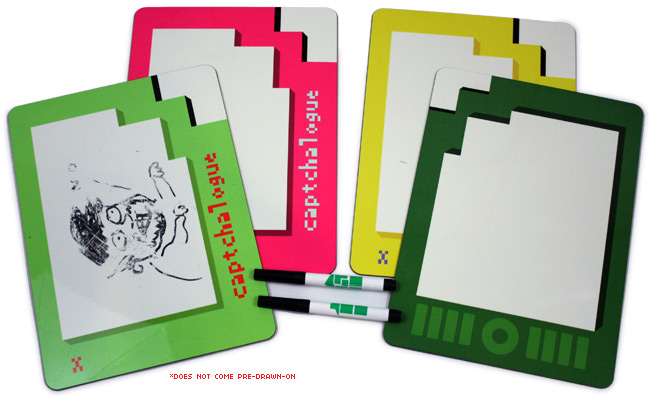 captchalogue
captchalogue
X
X
*DOES NOT COME PRE-DRAWN-ON